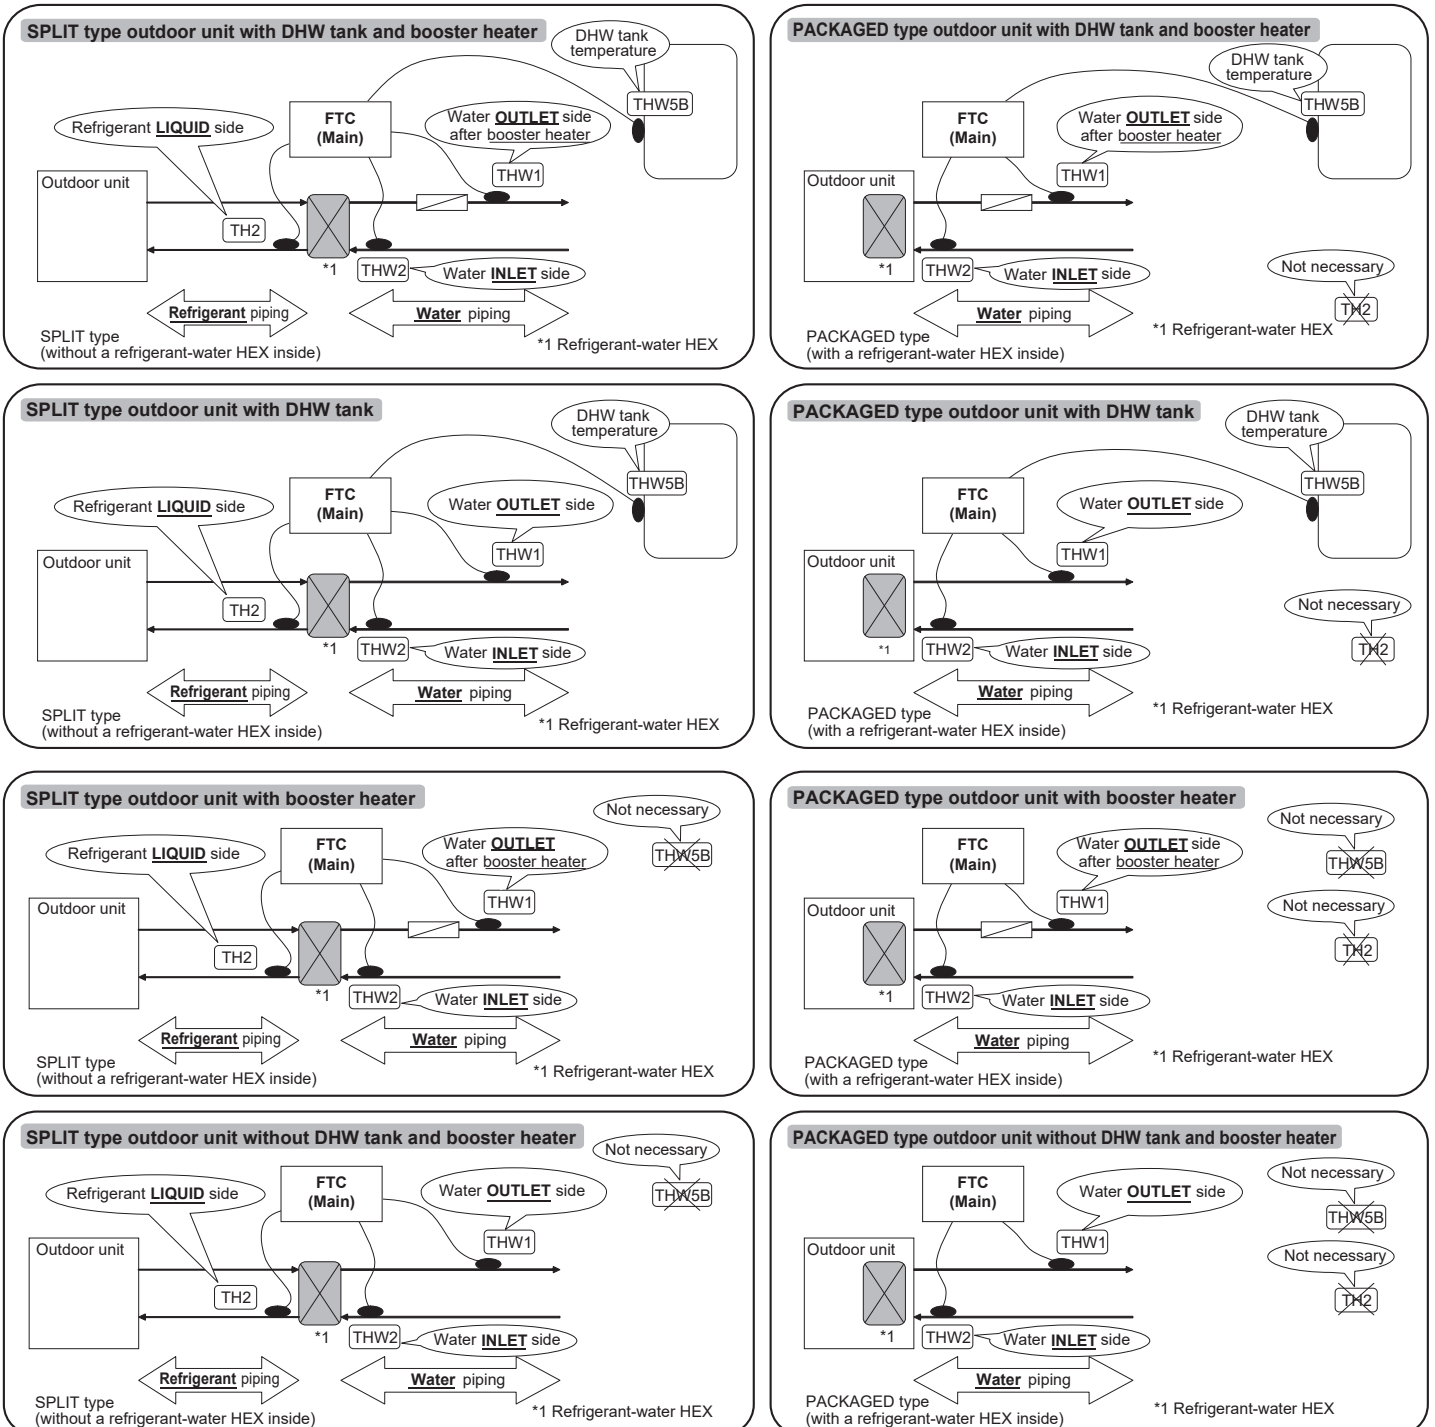 SPLIT type outdoor unit with DHW tank and booster heater
DHW tank
temperature
THW5B
FTC
(Main)
Water OUTLET side
after booster heater
THW1
Refrigerant LIQUID side
Outdoor unit
TH2
*1
THW2
Water INLET side
Refrigerant piping
Water piping
SPLIT type
(without a refrigerant-water HEX inside)
*1 Refrigerant-water HEX
PACKAGED type outdoor unit with DHW tank and booster heater
DHW tank
temperature
THW5B
FTC
(Main)
Water OUTLET side
after booster heater
THW1
Outdoor unit
*1
THW2
Water INLET side
Not necessary
TH2
Water piping
*1 Refrigerant-water HEX
PACKAGED type
(with a refrigerant-water HEX inside)
SPLIT type outdoor unit with DHW tank
DHW tank
temperature
THW5B
FTC
(Main)
Water OUTLET side
THW1
Refrigerant LIQUID side
Outdoor unit
TH2
*1
THW2
Water INLET side
Refrigerant piping
Water piping
SPLIT type
(without a refrigerant-water HEX inside)
*1 Refrigerant-water HEX
PACKAGED type outdoor unit with DHW tank
DHW tank
temperature
THW5B
FTC
(Main)
Water OUTLET side
THW1
Outdoor unit
*1
THW2
Water INLET side
Not necessary
TH2
Water piping
*1 Refrigerant-water HEX
PACKAGED type
(with a refrigerant-water HEX inside)
SPLIT type outdoor unit with booster heater
Not necessary
THW5B
FTC
(Main)
Water OUTLET
after booster heater
THW1
Refrigerant LIQUID side
Outdoor unit
TH2
*1
THW2
Water INLET side
Refrigerant piping
Water piping
SPLIT type
(without a refrigerant-water HEX inside)
*1 Refrigerant-water HEX
PACKAGED type outdoor unit with booster heater
Not necessary
THW5B
FTC
(Main)
Water OUTLET side
after booster heater
THW1
Not necessary
TH2
Outdoor unit
*1
THW2
Water INLET side
Water piping
*1 Refrigerant-water HEX
PACKAGED type
(with a refrigerant-water HEX inside)
SPLIT type outdoor unit without DHW tank and booster heater
Not necessary
THW5B
FTC
(Main)
Water OUTLET side
THW1
Refrigerant LIQUID side
Outdoor unit
TH2
*1
THW2
Water INLET side
Refrigerant piping
Water piping
SPLIT type
(without a refrigerant-water HEX inside)
*1 Refrigerant-water HEX
PACKAGED type outdoor unit without DHW tank and booster heater
Not necessary
THW5B
FTC
(Main)
Water OUTLET side
THW1
Not necessary
TH2
Outdoor unit
*1
THW2
Water INLET side
Water piping
*1 Refrigerant-water HEX
PACKAGED type
(with a refrigerant-water HEX inside)